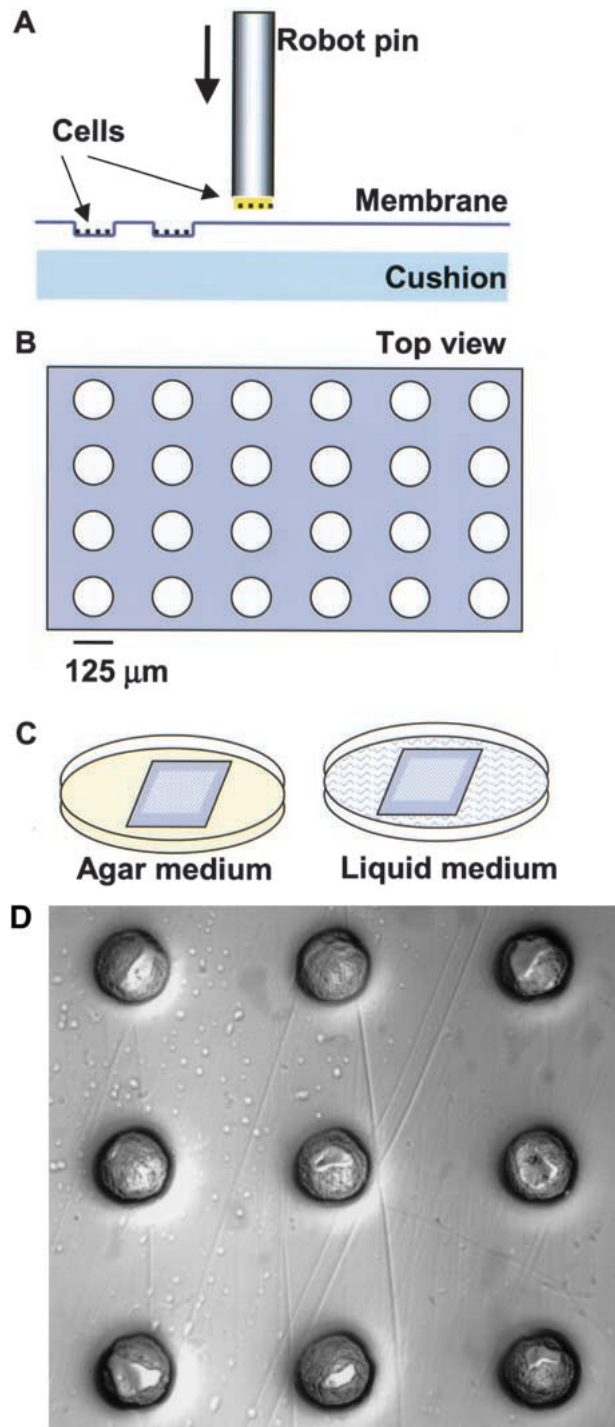 A
Robot pin
Cells
Membrane
Cushion
B
Top view
125 μm
C
Agar medium
Liquid medium
D